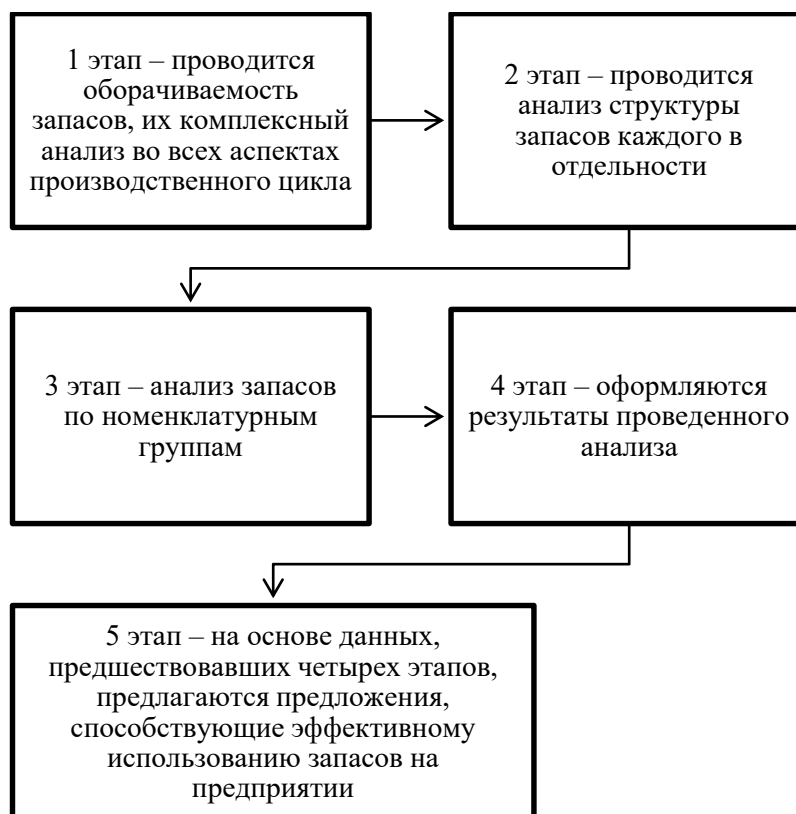 1 этап – проводится
оборачиваемость
запасов, их комплексный
анализ во всех аспектах
производственного цикла
2 этап – проводится
анализ структуры
запасов каждого в
отдельности
3 этап – анализ запасов
по номенклатурным
группам
4 этап – оформляются
результаты проведенного
анализа
5 этап – на основе данных,
предшествовавших четырех этапов,
предлагаются предложения,
способствующие эффективному
использованию запасов на
предприятии